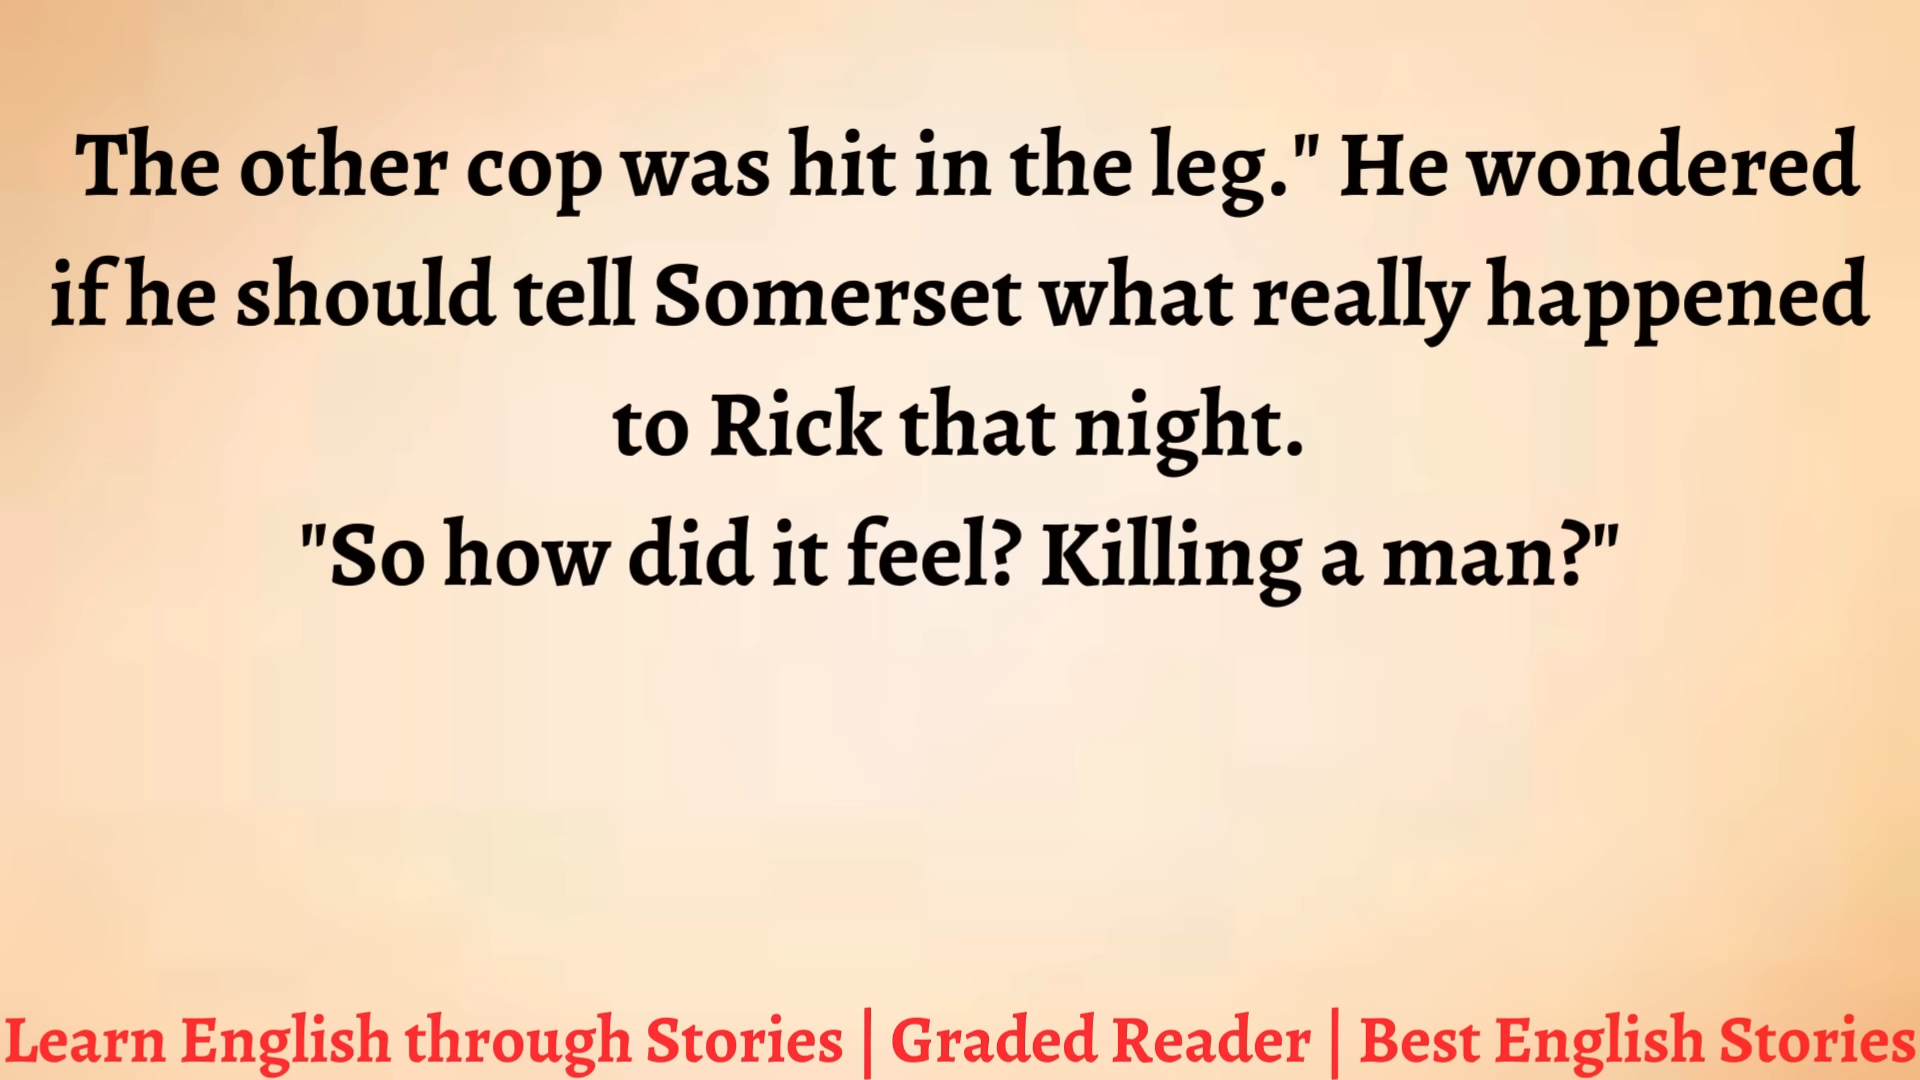 The other cop was hit in the leg." He wondered
if he should tell Somerset what really happened
to Rick that night.
"So how did it feel? Killing a man?"
Learn English through Stories | Graded Reader | Best English Stories